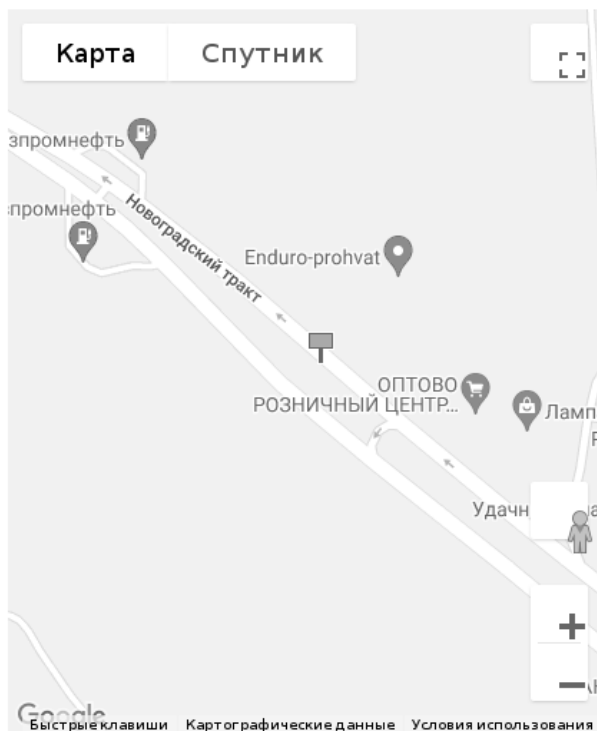 Карта Спутник
зпромнефть
зпромнефть
Новоградский тракт
Enduro-prohvat
ОПТОВО
РОЗНИЧНЫЙ ЦЕНТР...
Ламп
Удачн
Google
Быстрые клавиши Картографические данные Условия использования